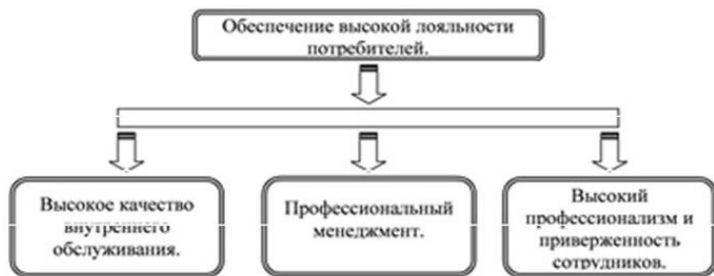 Обеспечение высокой лояльности
потребителей.
Высокое качество
внутреннего
обслуживания.
Профессиональный
менеджмент.
Высокий
профессионализм и
приверженность
сотрудников.